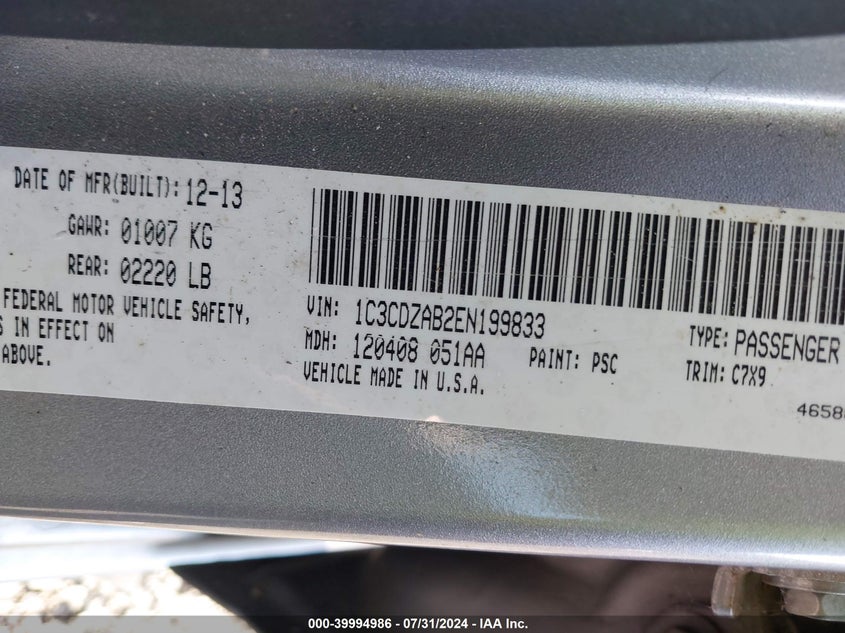 DATE OF MFR(BUILT): 12-13
GAWR: 01007 KG
REAR: 02220 LB
FEDERAL MOTOR VEHICLE SAFETY,
S IN EFFECT ON
ABOVE.
VIN: 1C3CDZAB2EN199833
MDH: 120408 051AA PAINT: PSC
VEHICLE MADE IN U.S.A.
TYPE: PASSENGER
TRIM: C7X9
000-39994986 - 07/31/2024 - IAA Inc.